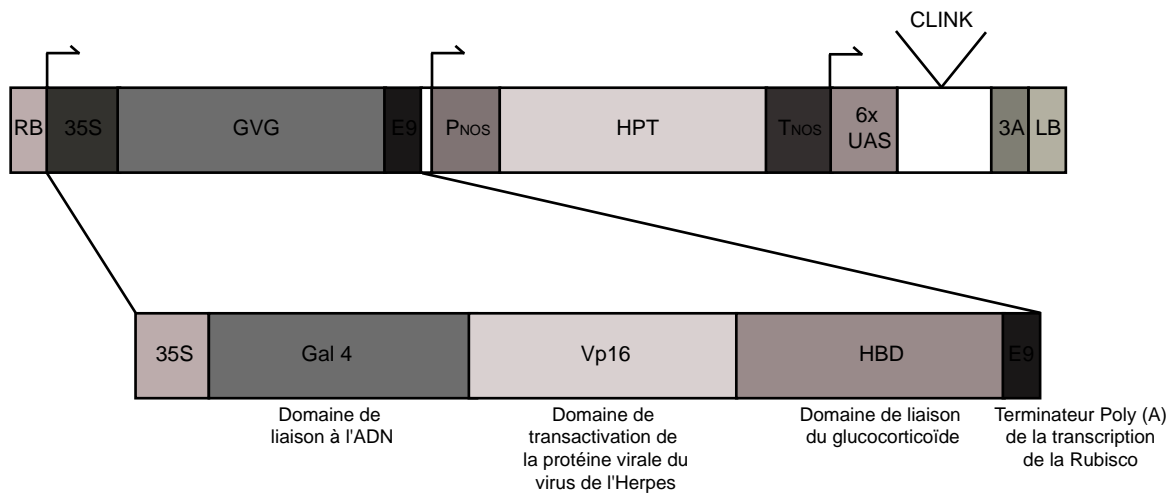 CLINK
RB 35S GVG E9 PNOS HPT TNOS 6x UAS 3A LB
35S Gal 4 Vp16 HBD E9
Domaine de
liaison à l'ADN
Domaine de
transactivation de
la protéine virale du
virus de l'Herpes
Domaine de liaison
du glucocorticoïde
Terminateur Poly (A)
de la transcription
de la Rubisco